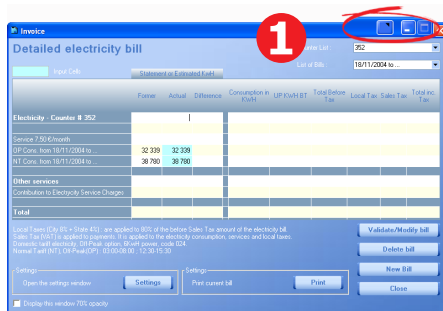 Invoice
1
Detailed electricity bill
Counter List 352
List of Bills 18/11/2004 to ...
Input Cells
Statement or Estimated KwH
Former Actual Difference Consumption in KWH U/P KWH BT Total Before Tax Local Tax Sales Tax Total inc. Tax
Electricity - Counter # 352
Service 7,50 €/month
OP Cons. from 18/11/2004 to ... 32 339 32 339
NT Cons. from 18/11/2004 to ... 38 780 38 780
Other services
Contribution to Electrycity Service Charges
Total
Local Taxes (City 8% + State 4%) : are applied to 80% of the before Sales Tax amount of the electricity bill.
Sales Tax (VAT) is applied to payments. It is applied to the electricity consumption, services and local taxes.
Domestic tariff electricity: Off-Peak option, 6KwH power, code 024.
Normal Tariff (NT), Off-Peak (OP) : 03:00-08:00 ; 12:30-15:30
Validate/Modify bill
Delete bill
New Bill
Close
Settings
Open the settings window Settings
Settings
Print current bill Print
Display this window 70% opacity